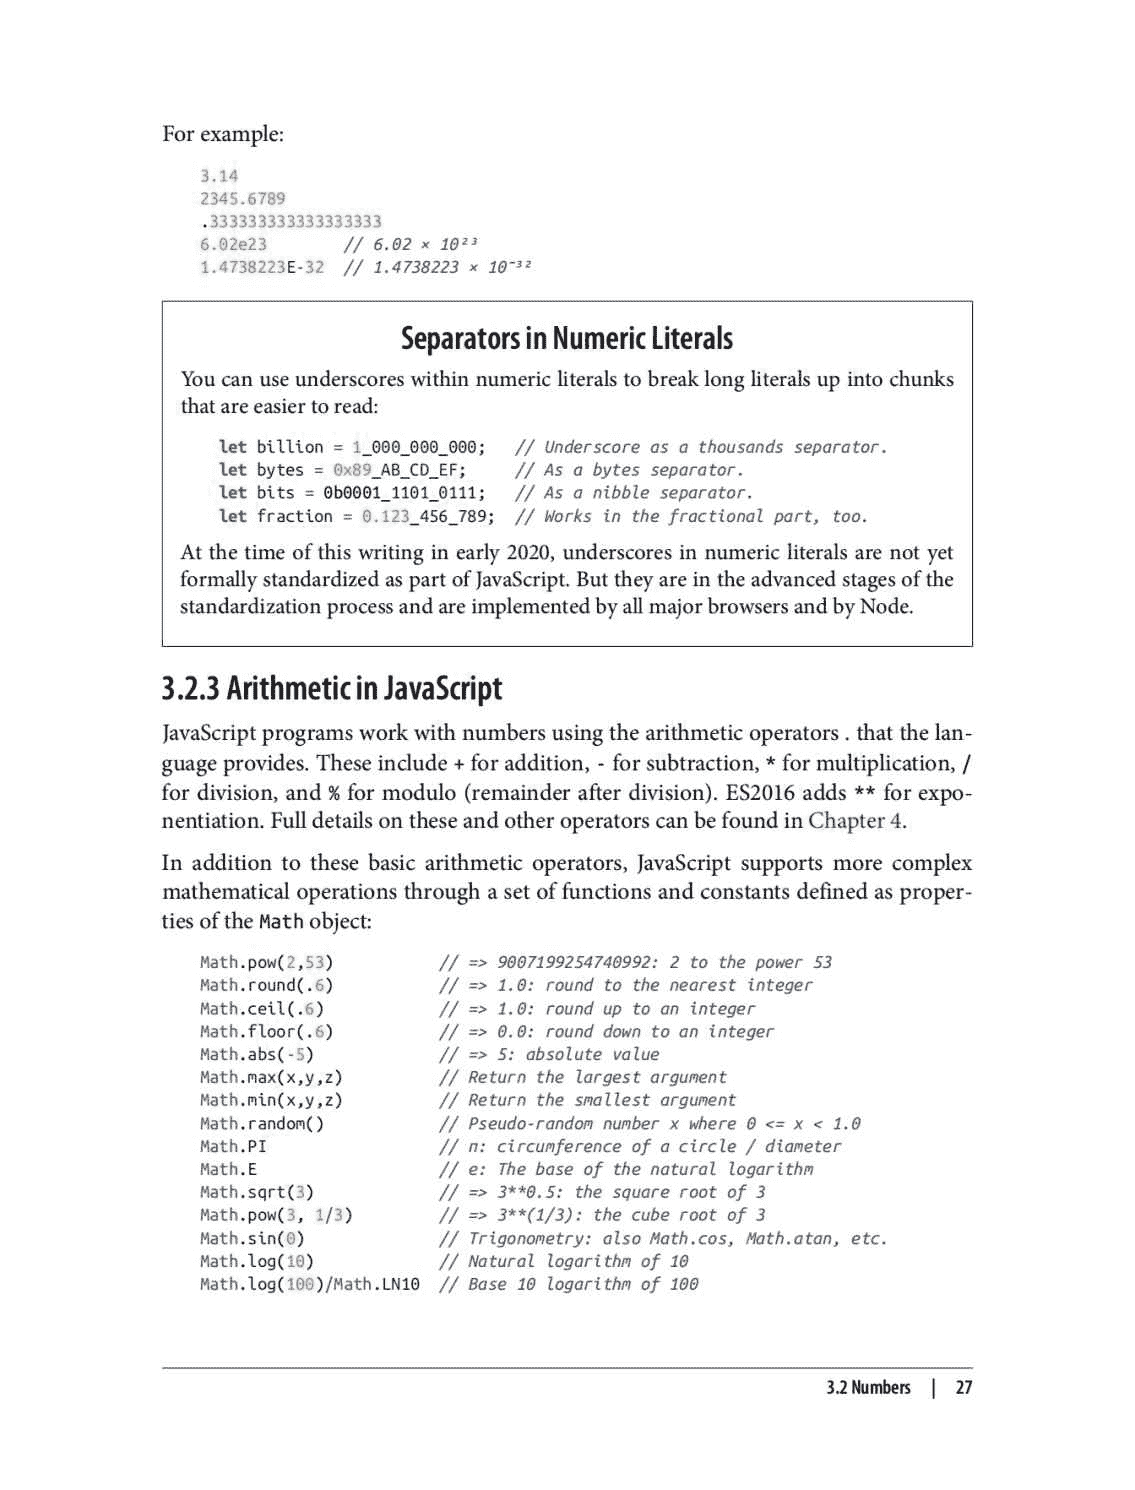 For example:
3.14
2345.6789
.333333333333333333
6.02e23 // 6.02 × 10²³
1.4738223E-32 // 1.4738223 × 10⁻³²
Separators in Numeric Literals
You can use underscores within numeric literals to break long literals up into chunks
that are easier to read:
let billion = 1_000_000_000; // Underscore as a thousands separator.
let bytes = 0x89_AB_CD_EF; // As a bytes separator.
let bits = 0b0001_1101_0111; // As a nibble separator.
let fraction = 0.123_456_789; // Works in the fractional part, too.
At the time of this writing in early 2020, underscores in numeric literals are not yet
formally standardized as part of JavaScript. But they are in the advanced stages of the
standardization process and are implemented by all major browsers and by Node.
3.2.3 Arithmetic in JavaScript
JavaScript programs work with numbers using the arithmetic operators . that the lan-
guage provides. These include + for addition, - for subtraction, * for multiplication, /
for division, and % for modulo (remainder after division). ES2016 adds ** for expo-
nentiation. Full details on these and other operators can be found in Chapter 4.
In addition to these basic arithmetic operators, JavaScript supports more complex
mathematical operations through a set of functions and constants defined as proper-
ties of the Math object:
Math.pow(2,53) // => 9007199254740992: 2 to the power 53
Math.round(.6) // => 1.0: round to the nearest integer
Math.ceil(.6) // => 1.0: round up to an integer
Math.floor(.6) // => 0.0: round down to an integer
Math.abs(-5) // => 5: absolute value
Math.max(x,y,z) // Return the largest argument
Math.min(x,y,z) // Return the smallest argument
Math.random() // Pseudo-random number x where 0 <= x < 1.0
Math.PI // π: circumference of a circle / diameter
Math.E // e: The base of the natural logarithm
Math.sqrt(3) // => 3**0.5: the square root of 3
Math.pow(3, 1/3) // => 3**(1/3): the cube root of 3
Math.sin(0) // Trigonometry: also Math.cos, Math.atan, etc.
Math.log(10) // Natural logarithm of 10
Math.log(100)/Math.LN10 // Base 10 logarithm of 100
3.2 Numbers | 27